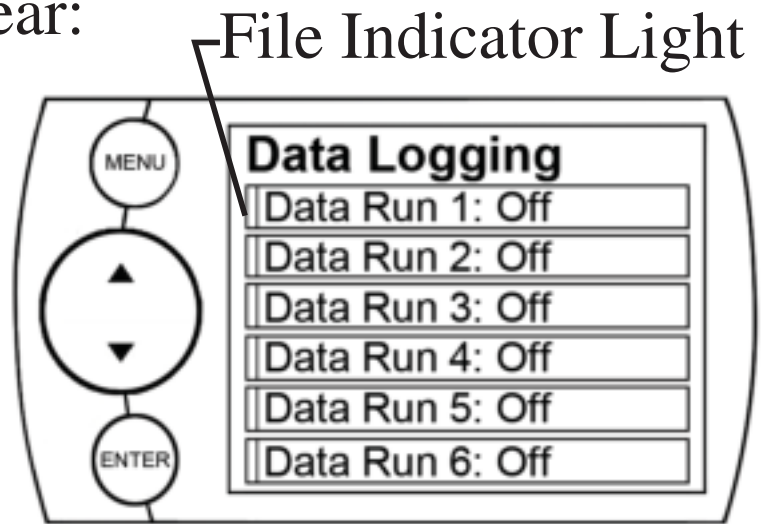 ear:
File Indicator Light
MENU
Data Logging
Data Run 1: Off
Data Run 2: Off
Data Run 3: Off
Data Run 4: Off
Data Run 5: Off
ENTER
Data Run 6: Off